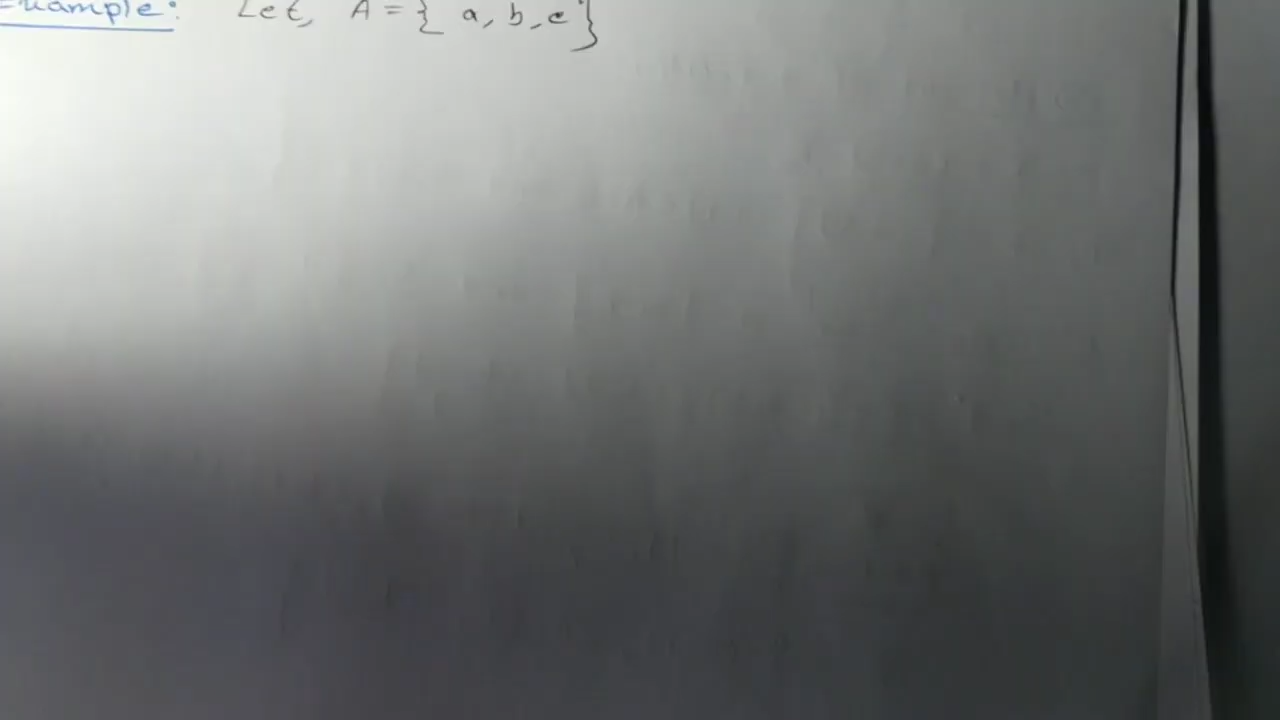 Example: Let, A = { a, b, c }